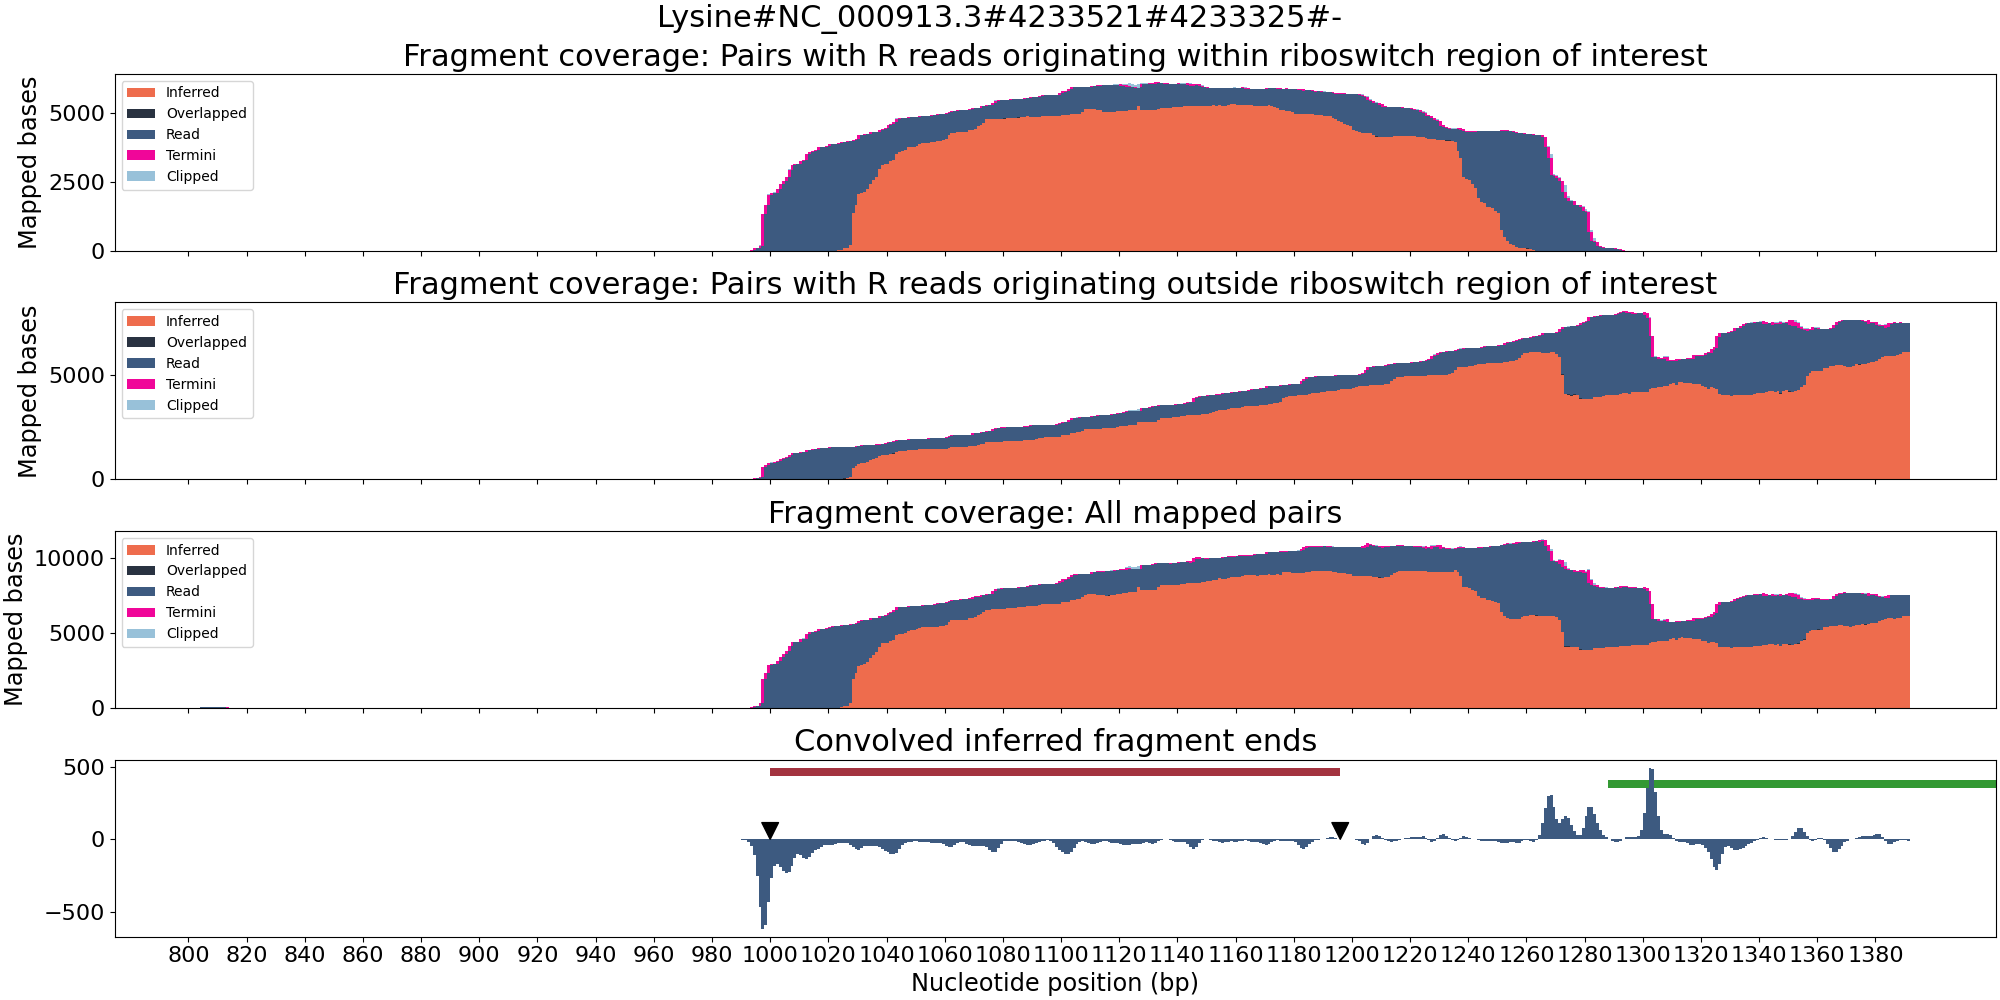 Lysine#NC_000913.3#4233521#4233325#-
Fragment coverage: Pairs with R reads originating within riboswitch region of interest
Mapped bases
5000
2500
0
Inferred
Overlapped
Read
Termini
Clipped
Fragment coverage: Pairs with R reads originating outside riboswitch region of interest
Mapped bases
5000
0
Inferred
Overlapped
Read
Termini
Clipped
Fragment coverage: All mapped pairs
Mapped bases
10000
5000
0
Inferred
Overlapped
Read
Termini
Clipped
Convolved inferred fragment ends
500
0
−500
800 820 840 860 880 900 920 940 960 980 1000 1020 1040 1060 1080 1100 1120 1140 1160 1180 1200 1220 1240 1260 1280 1300 1320 1340 1360 1380
Nucleotide position (bp)